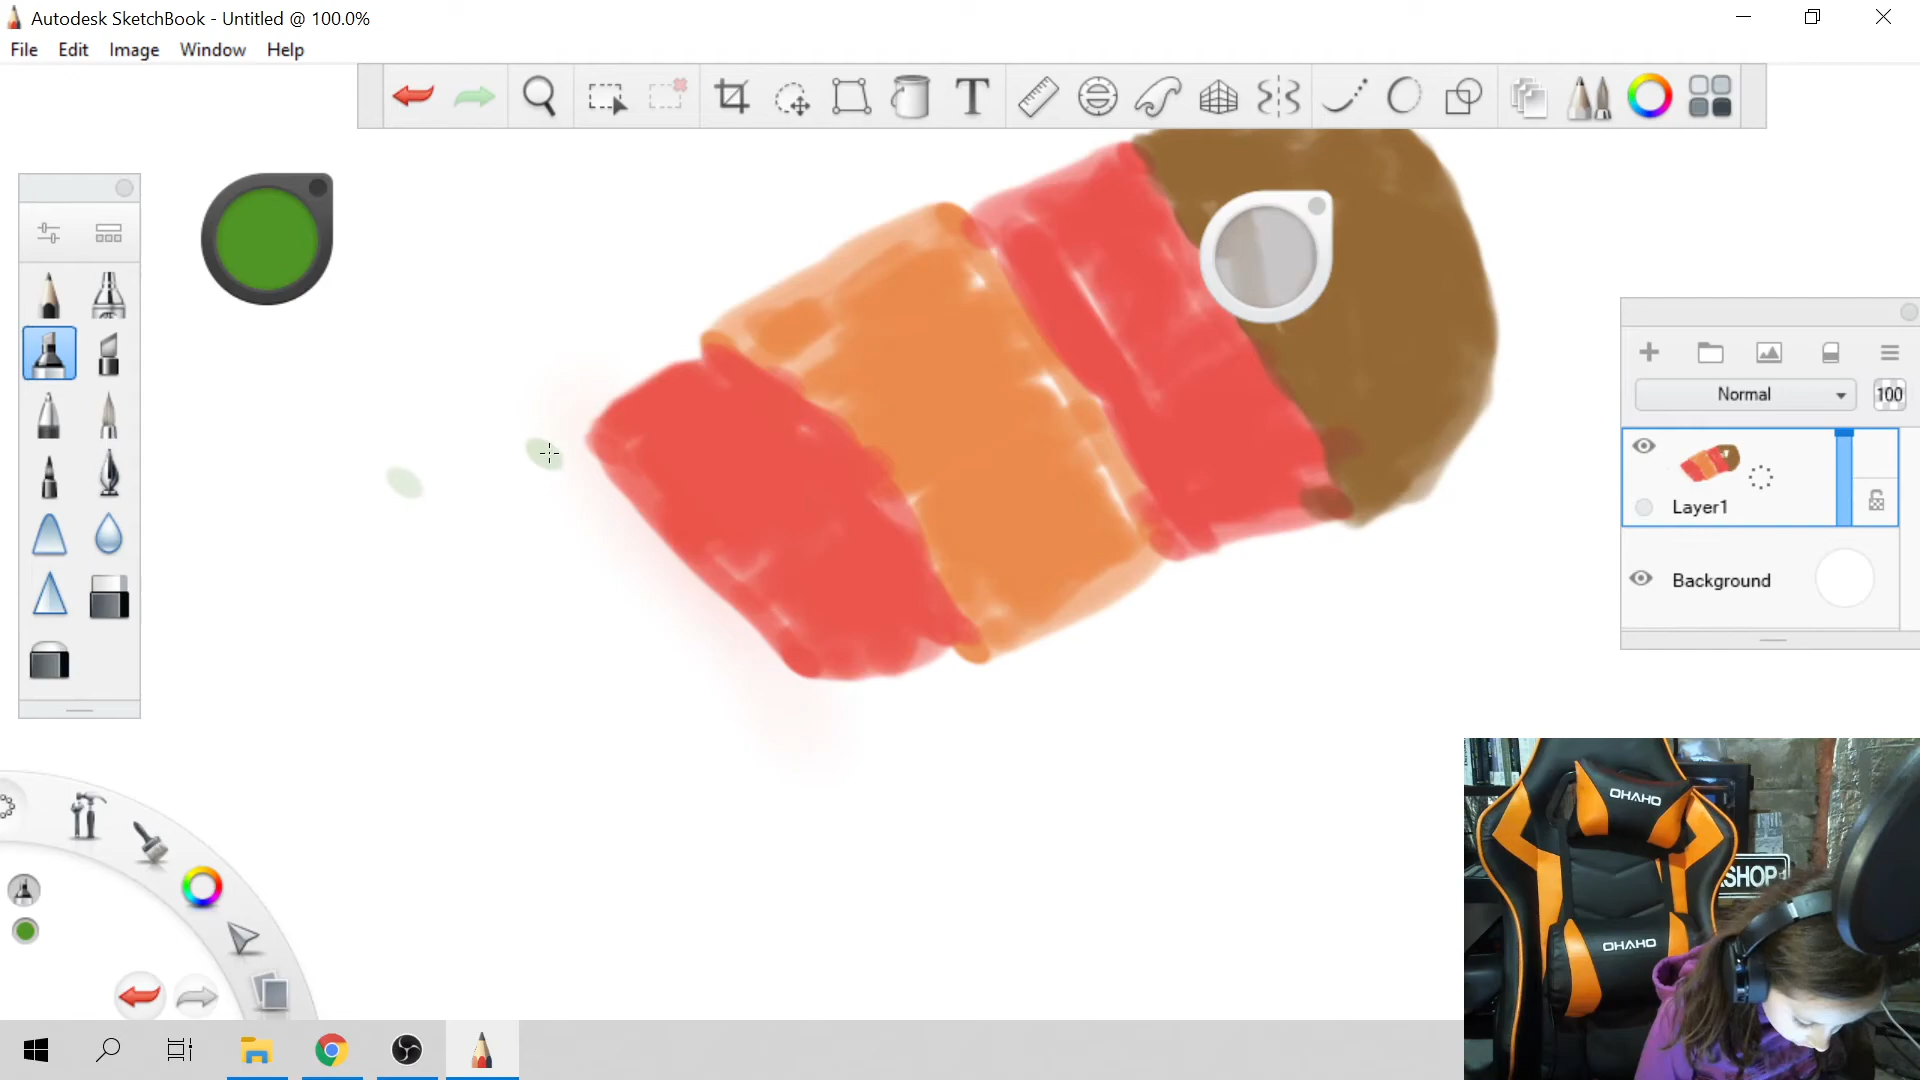 Autodesk SketchBook - Untitled @ 100.0%
File Edit Image Window Help
T
Normal 100
Layer1
Background
OHAHO
SHOP
OHAHO